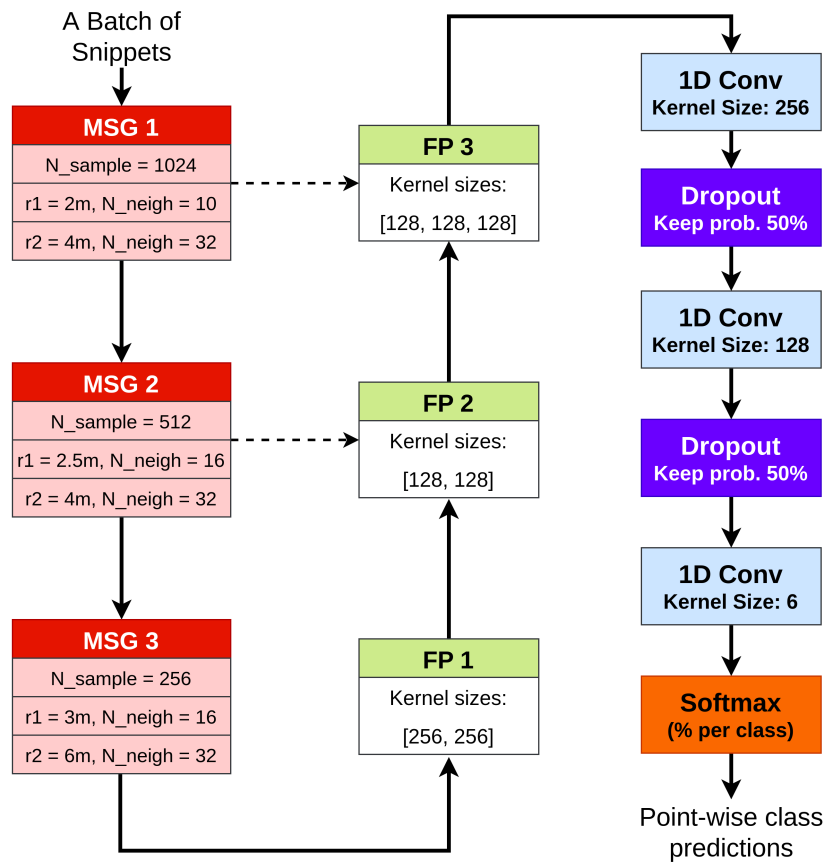 A Batch of
Snippets
MSG 1
N_sample = 1024
r1 = 2m, N_neigh = 10
r2 = 4m, N_neigh = 32
MSG 2
N_sample = 512
r1 = 2.5m, N_neigh = 16
r2 = 4m, N_neigh = 32
MSG 3
N_sample = 256
r1 = 3m, N_neigh = 16
r2 = 6m, N_neigh = 32
FP 3
Kernel sizes:
[128, 128, 128]
FP 2
Kernel sizes:
[128, 128]
FP 1
Kernel sizes:
[256, 256]
1D Conv
Kernel Size: 256
Dropout
Keep prob. 50%
1D Conv
Kernel Size: 128
Dropout
Keep prob. 50%
1D Conv
Kernel Size: 6
Softmax
(% per class)
Point-wise class
predictions